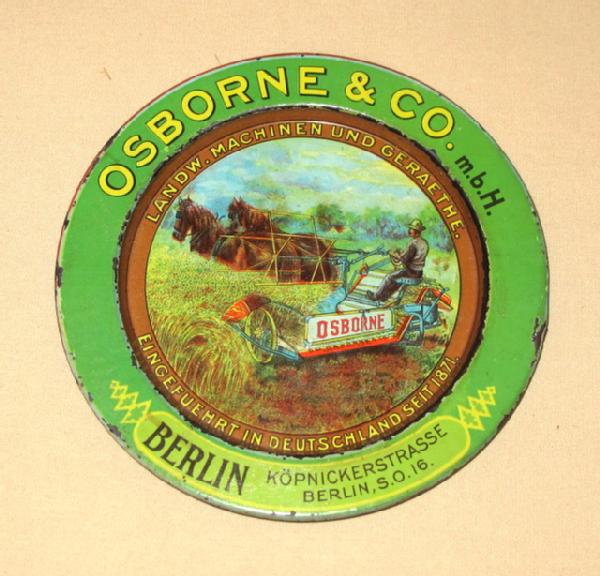 OSBORNE & CO. m.b.H.
LANDW. MACHINEN UND GERAETHE.
OSBORNE
EINGEFUEHRT IN DEUTSCHLAND SEIT 1871.
BERLIN
KÖPNICKERSTRASSE
BERLIN, S.O. 16.